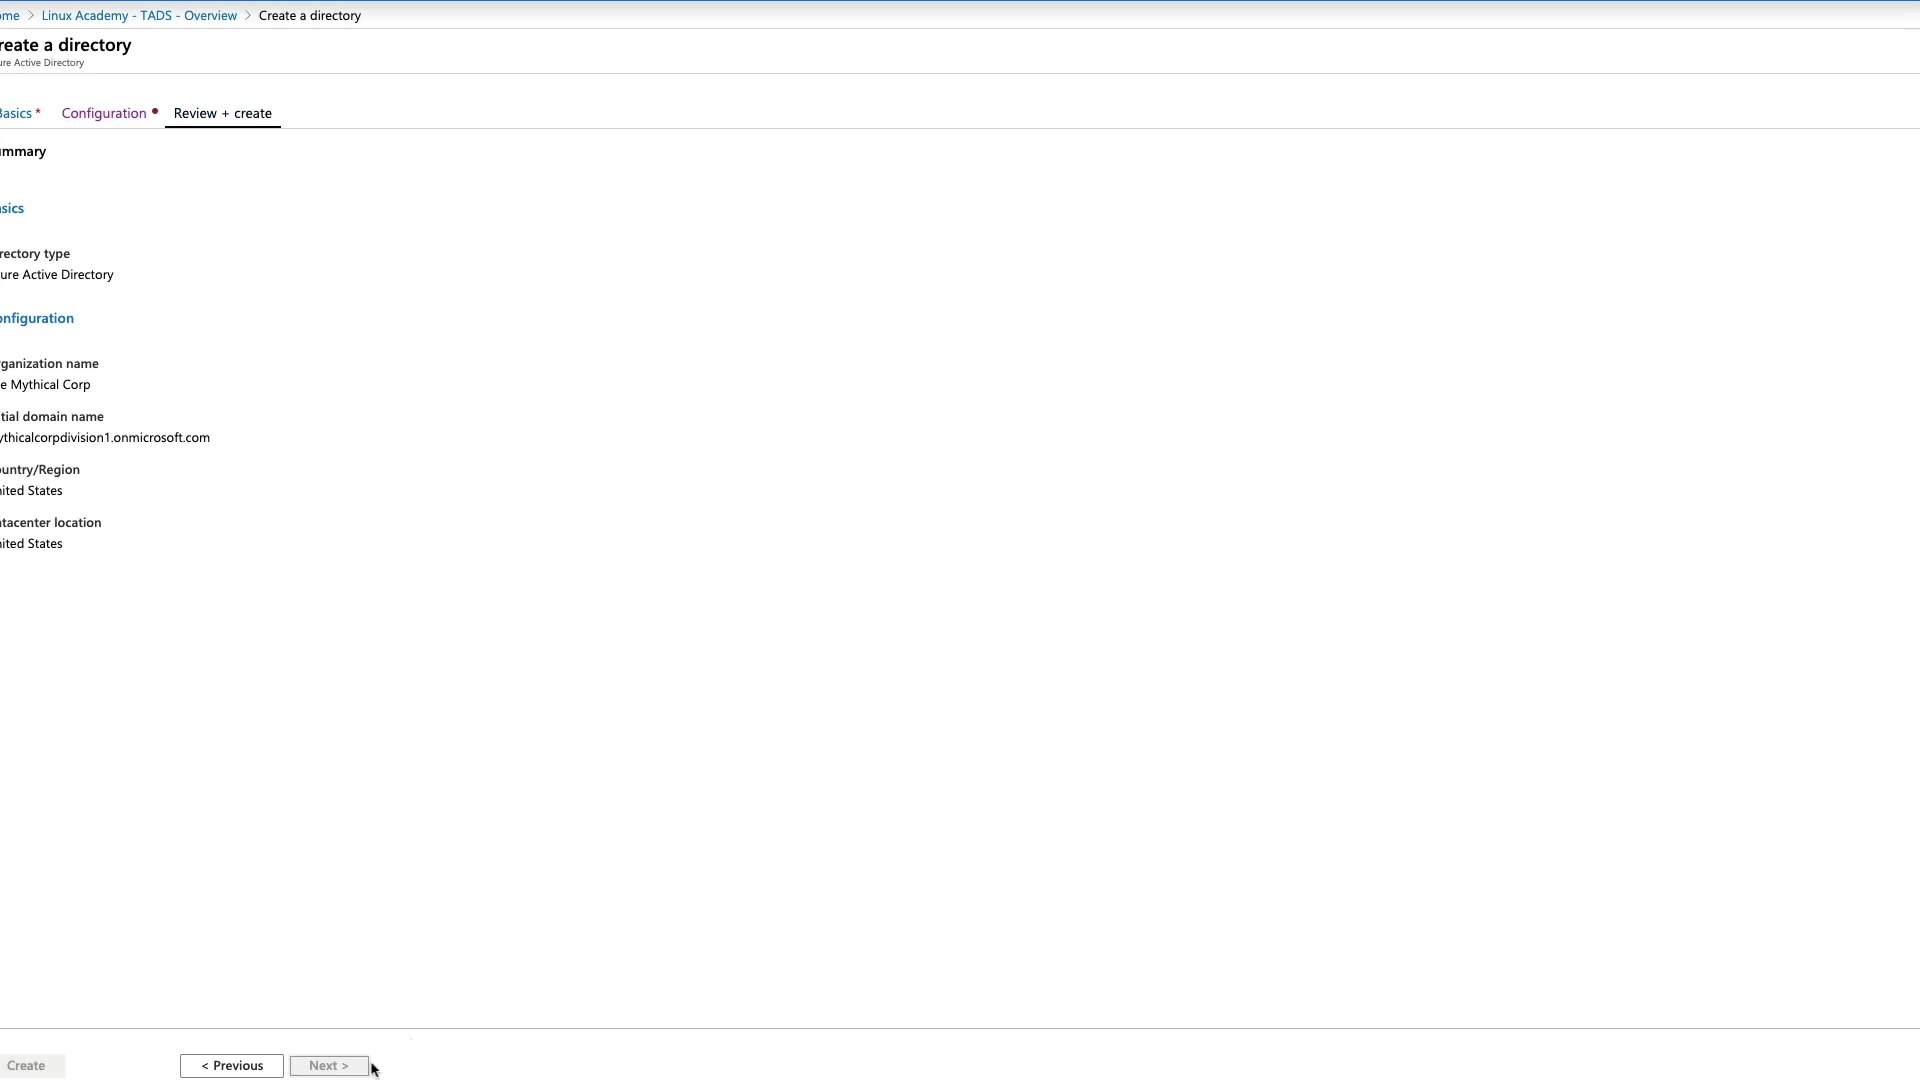 ome > Linux Academy - TADS - Overview > Create a directory
reate a directory
ure Active Directory
Basics * Configuration Review + create
mmary
sics
rectory type
ure Active Directory
onfiguration
ganization name
e Mythical Corp
tial domain name
ythicalcorpdivision1.onmicrosoft.com
ountry/Region
ited States
tacenter location
ited States
Create < Previous Next >